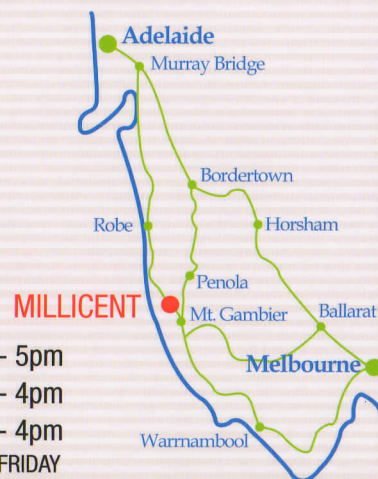 Adelaide
Murray Bridge
Bordertown
Robe
Horsham
Penola
MILLICENT
Mt. Gambier
Ballarat
- 5pm
Melbourne
- 4pm
- 4pm
Warrnambool
FRIDAY